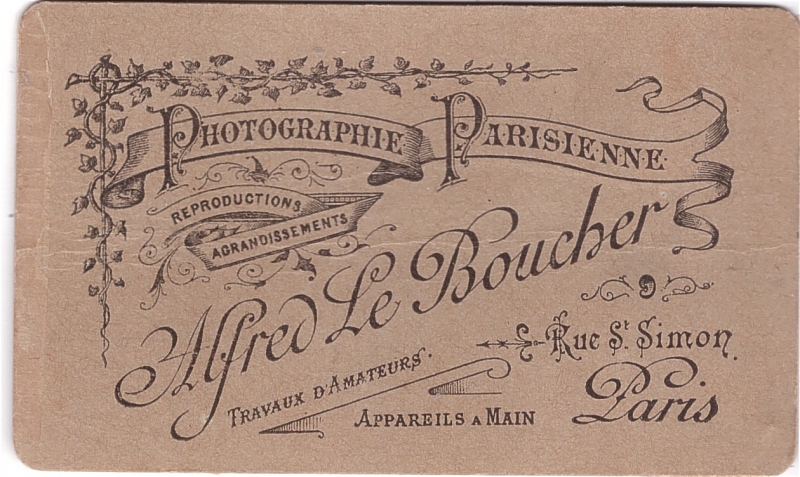 PHOTOGRAPHIE PARISIENNE
REPRODUCTIONS
AGRANDISSEMENTS
Alfred Le Boucher
9
Rue St. Simon
Paris
TRAVAUX D'AMATEURS.
APPAREILS A MAIN